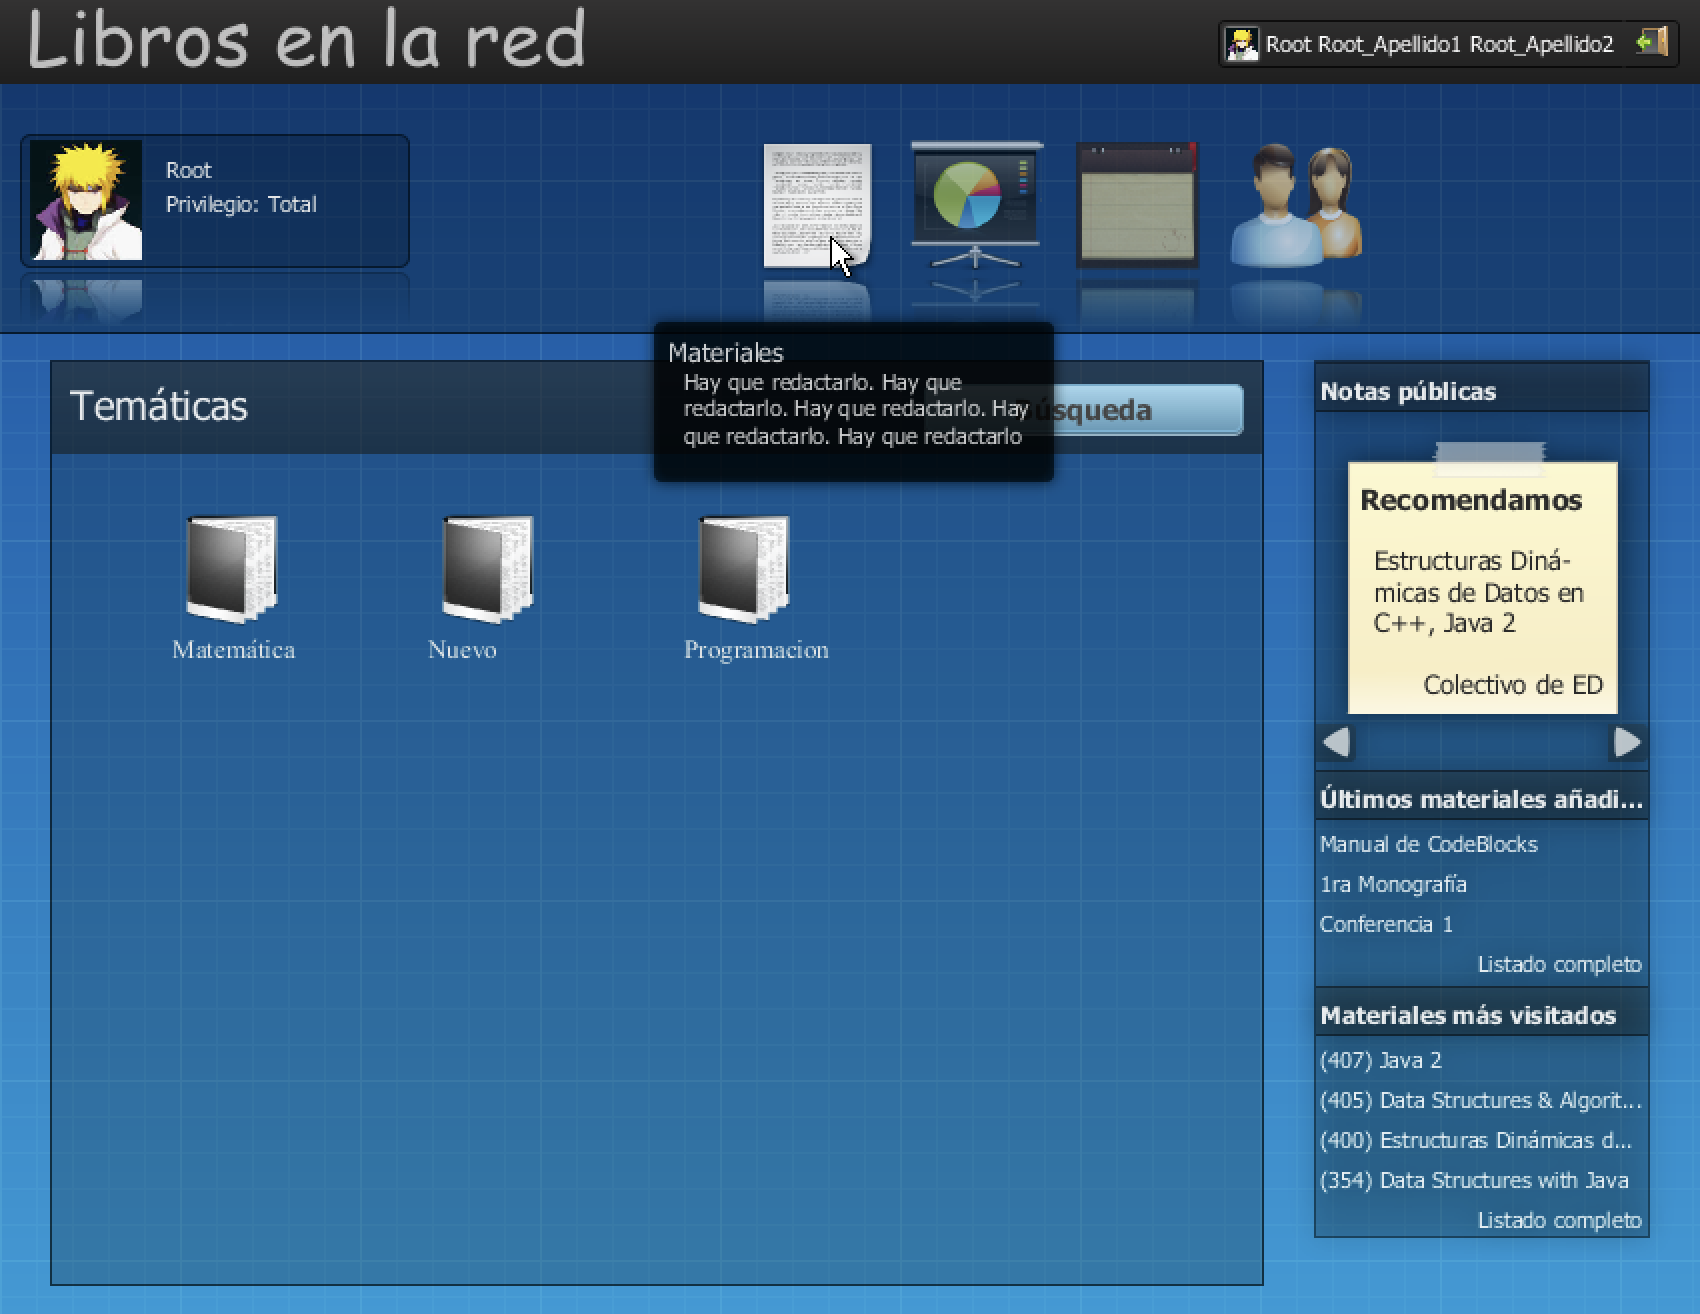 Libros en la red
Root Root_Apellido1 Root_Apellido2
Root
Privilegio: Total
Materiales
Hay que redactarlo. Hay que
redactarlo. Hay que redactarlo. Hay
que redactarlo. Hay que redactarlo
Temáticas
Búsqueda
Matemática
Nuevo
Programacion
Notas públicas
Recomendamos
Estructuras Diná-
micas de Datos en
C++, Java 2
Colectivo de ED
Últimos materiales añadi...
Manual de CodeBlocks
1ra Monografía
Conferencia 1
Listado completo
Materiales más visitados
(407) Java 2
(405) Data Structures & Algorit...
(400) Estructuras Dinámicas d...
(354) Data Structures with Java
Listado completo